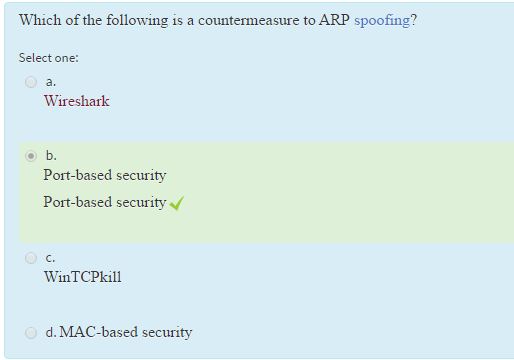 Which of the following is a countermeasure to ARP spoofing?
Select one:
a.
Wireshark
b.
Port-based security
Port-based security
c.
WinTCPkill
d. MAC-based security